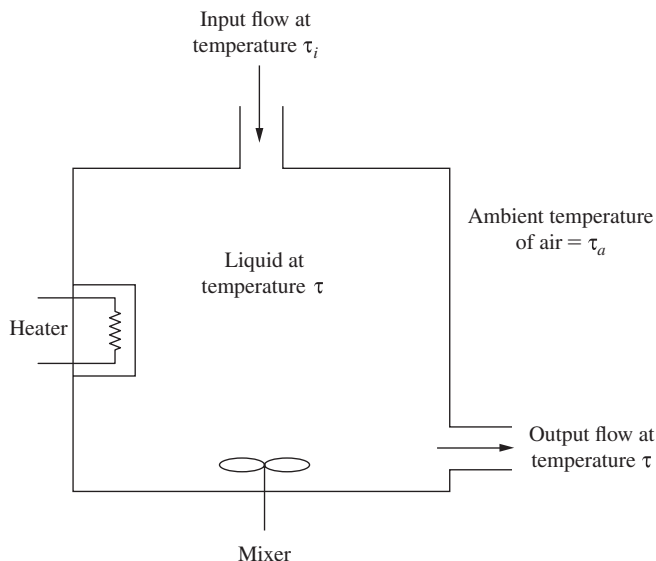 Input flow at
temperature τᵢ
Ambient temperature
of air = τₐ
Liquid at
temperature τ
Heater
Output flow at
temperature τ
Mixer